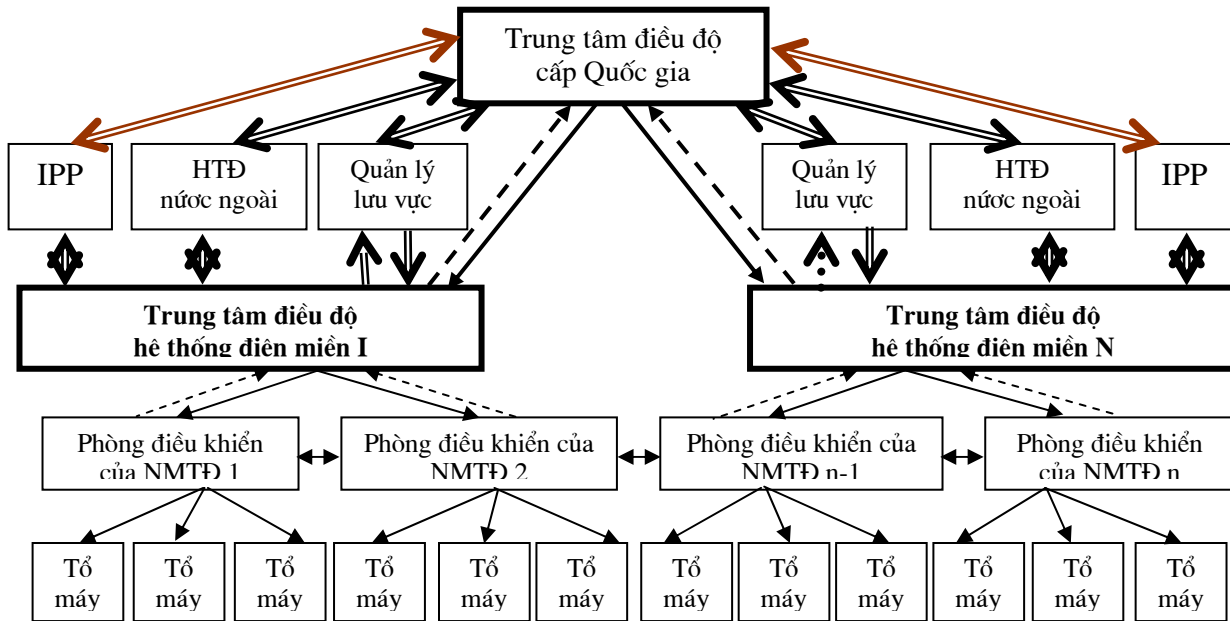 Trung tâm điều độ
cấp Quốc gia
IPP
HTĐ
nước ngoài
Quản lý
lưu vực
Quản lý
lưu vực
HTĐ
nước ngoài
IPP
Trung tâm điều độ
hệ thống điện miền I
Trung tâm điều độ
hệ thống điện miền N
Phòng điều khiển
của NMTĐ 1
Phòng điều khiển của
NMTĐ 2
Phòng điều khiển của
NMTĐ n-1
Phòng điều khiển
của NMTĐ n
Tổ
máy
Tổ
máy
Tổ
máy
Tổ
máy
Tổ
máy
Tổ
máy
Tổ
máy
Tổ
máy
Tổ
máy
Tổ
máy
Tổ
máy
Tổ
máy